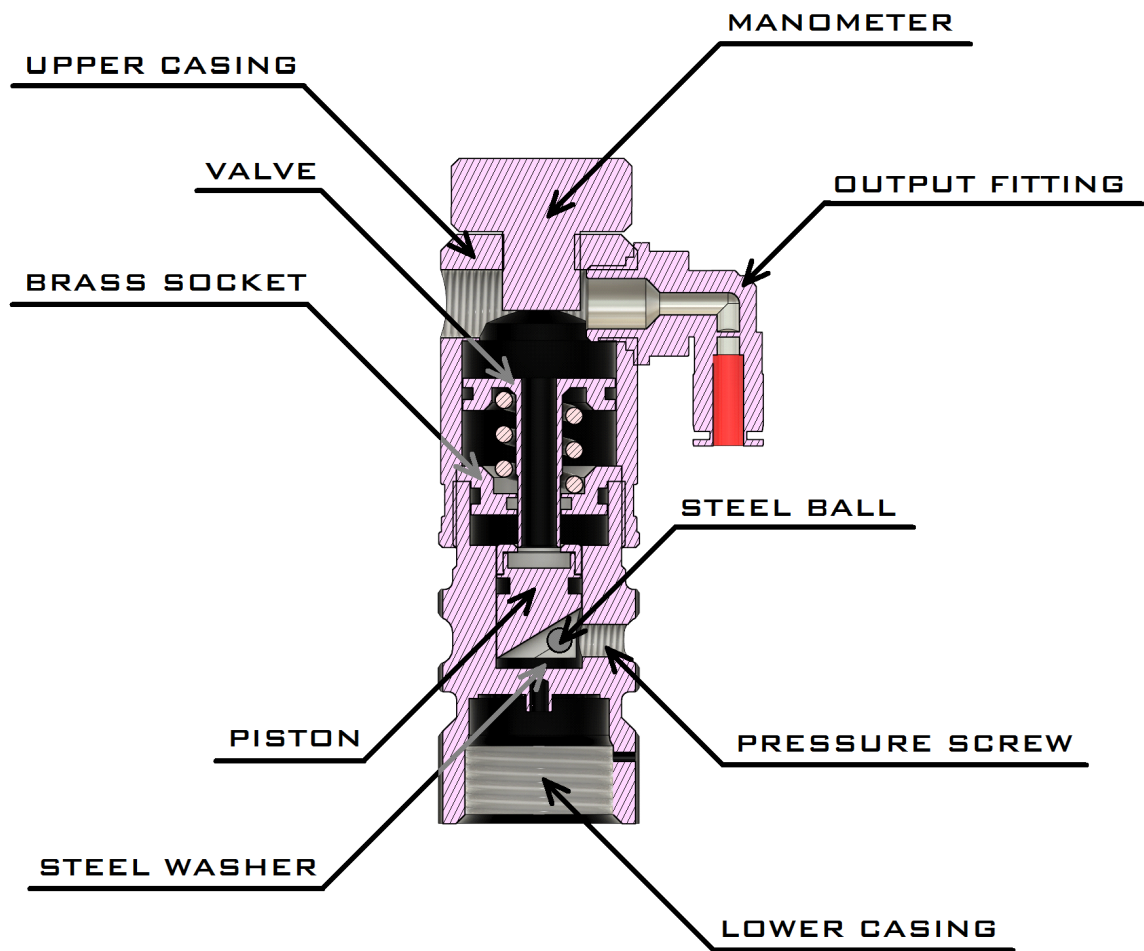 MANOMETER
UPPER CASING
VALVE
OUTPUT FITTING
BRASS SOCKET
STEEL BALL
PISTON
PRESSURE SCREW
STEEL WASHER
LOWER CASING